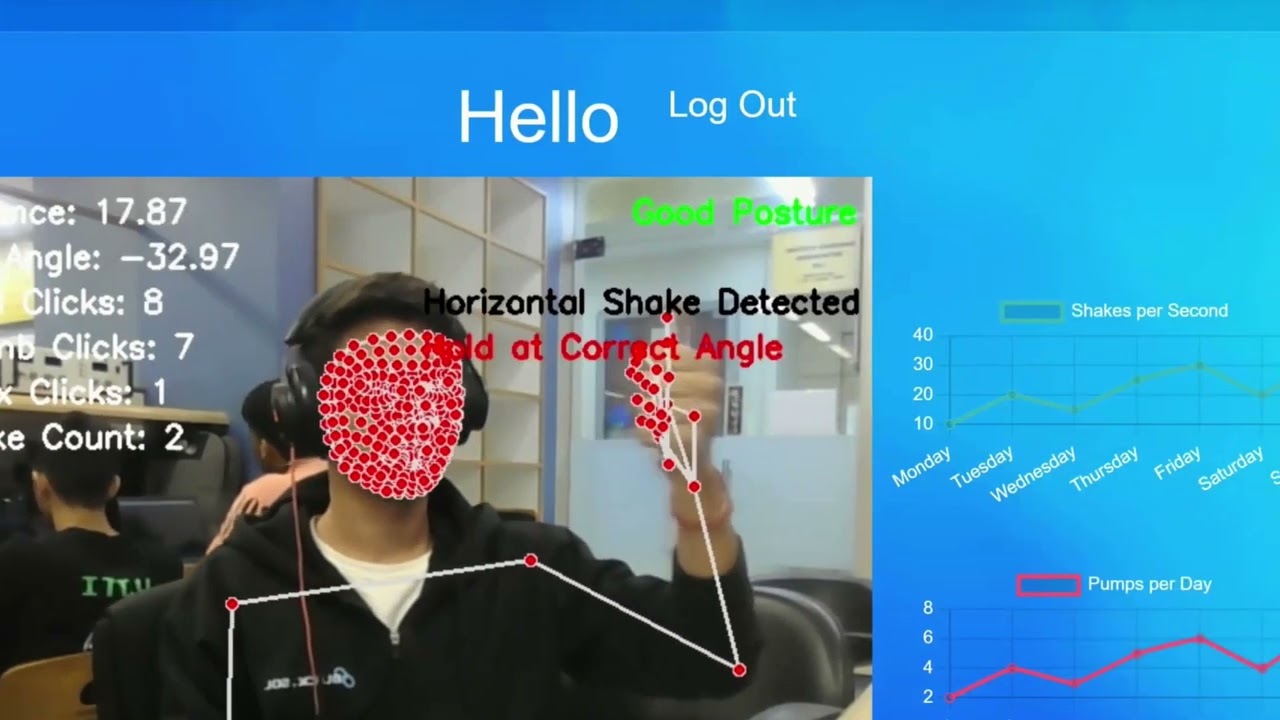 Hello
Log Out
nce: 17.87
Angle: -32.97
Clicks: 8
mb Clicks: 7
x Clicks: 1
ke Count: 2
Good Posture
Horizontal Shake Detected
Hold at Correct Angle
Shakes per Second
40
30
20
10
Monday
Tuesday
Wednesday
Thursday
Friday
Saturday
S
Pumps per Day
8
6
4
2